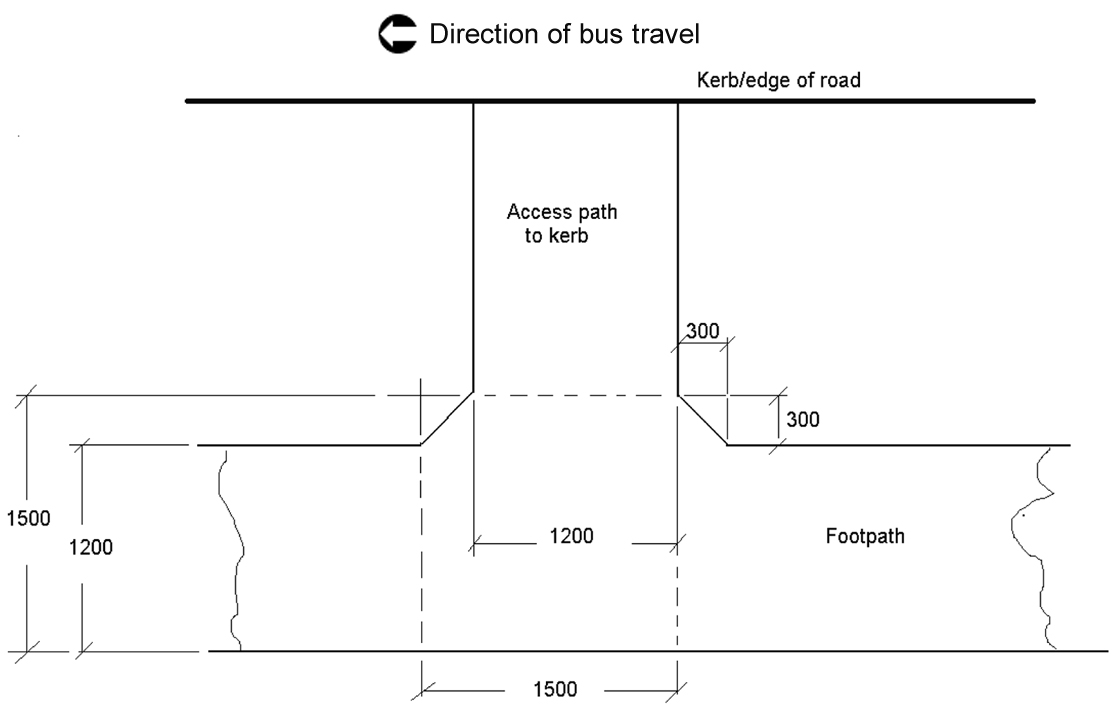 Direction of bus travel
Kerb/edge of road
Access path
to kerb
300
300
1500
1200
1200
Footpath
1500